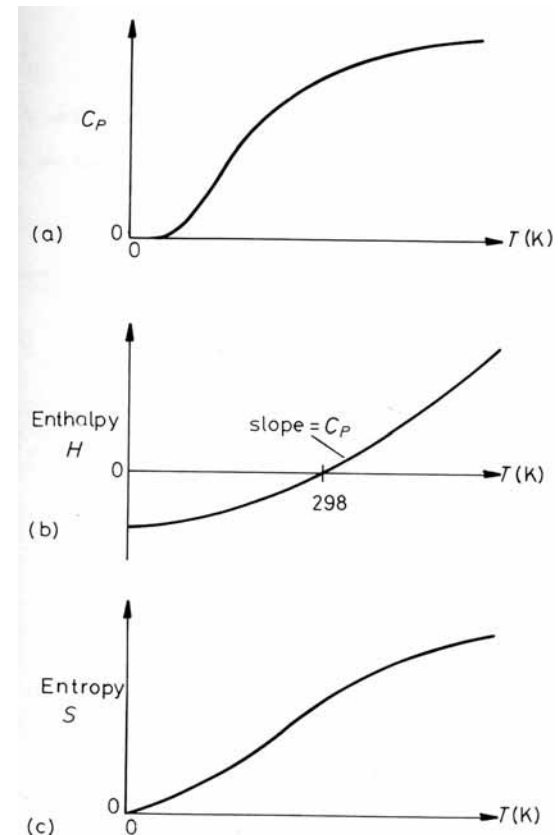 C_P
0
(a)
0
T(K)
Enthalpy
H
slope = C_P
0
T(K)
298
(b)
Entropy
S
0
(c)
0
T(K)